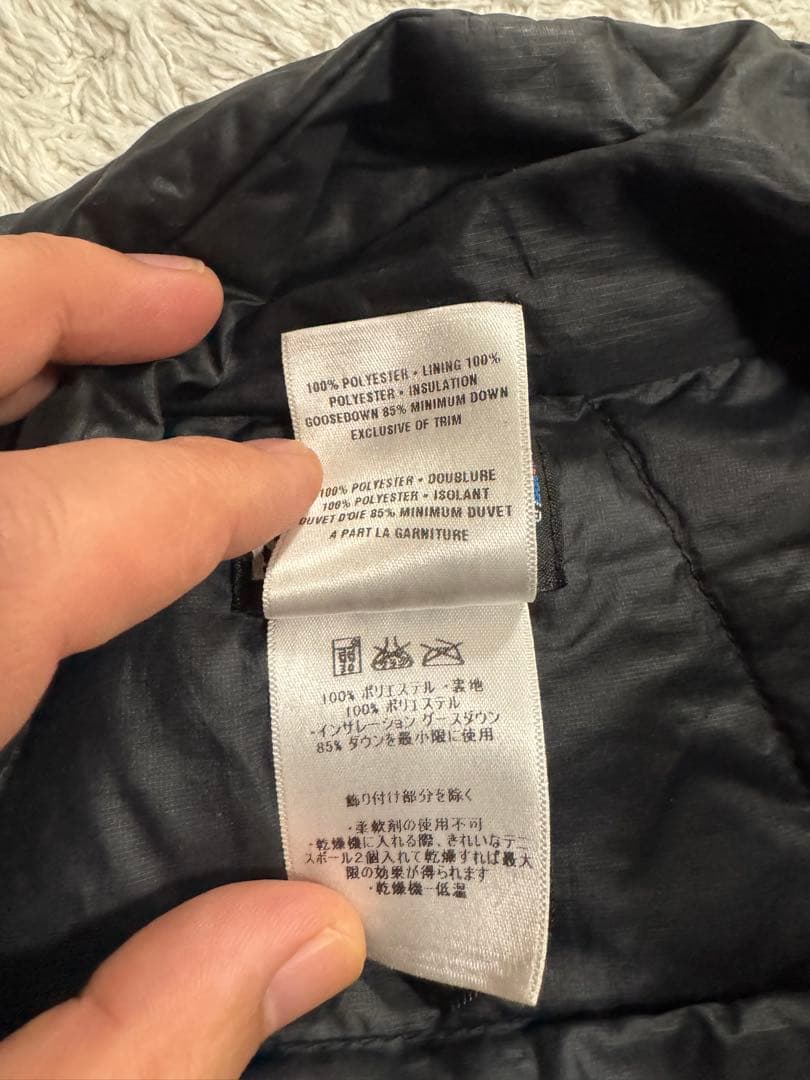 100% POLYESTER • LINING 100%
POLYESTER • INSULATION
GOOSEDOWN 85% MINIMUM DOWN
EXCLUSIVE OF TRIM
100% POLYESTER • DOUBLURE
100% POLYESTER • ISOLANT
DUVET D'OIE 85% MINIMUM DUVET
A PART LA GARNITURE
100% ポリエステル・裏地
100% ポリエステル
・インサレーション グースダウン
85% ダウンを最小限に使用
飾り付け部分を除く
・柔軟剤の使用不可
・乾燥機に入れる際、きれいなテニ
スボール2個入れて乾燥すれば最大
限の効果が得られます
・乾燥機−低温